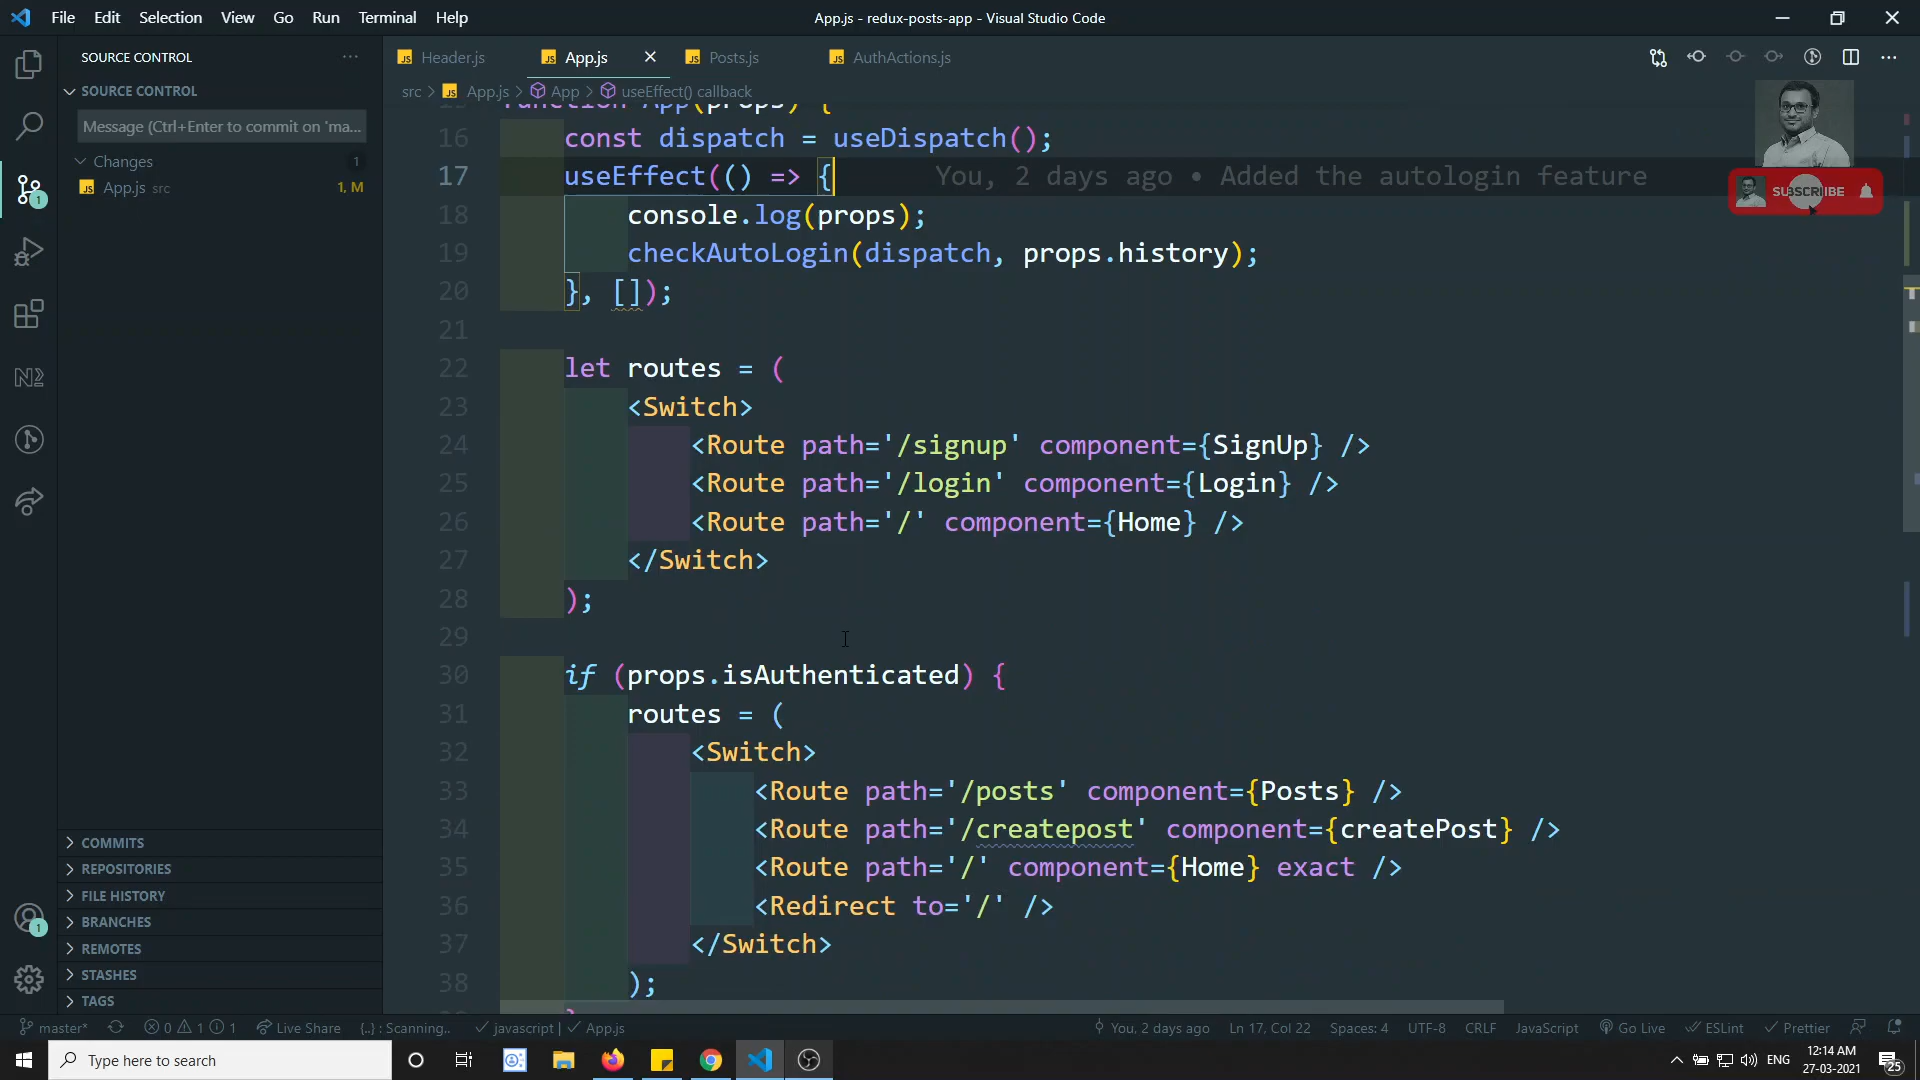 File Edit Selection View Go Run Terminal Help
App.js - redux-posts-app - Visual Studio Code
SOURCE CONTROL
Header.js
App.js
Posts.js
AuthActions.js
SOURCE CONTROL
src > App.js > App > useEffect() callback
Message (Ctrl+Enter to commit on 'ma...
Changes 1
App.js src 1, M
function App(props) {
16 const dispatch = useDispatch();
17 useEffect(() => { You, 2 days ago • Added the autologin feature
18 console.log(props);
19 checkAutoLogin(dispatch, props.history);
20 }, []);
21
22 let routes = (
23 <Switch>
24 <Route path='/signup' component={SignUp} />
25 <Route path='/login' component={Login} />
26 <Route path='/' component={Home} />
27 </Switch>
28 );
29
30 if (props.isAuthenticated) {
31 routes = (
32 <Switch>
33 <Route path='/posts' component={Posts} />
34 <Route path='/createpost' component={createPost} />
35 <Route path='/' component={Home} exact />
36 <Redirect to='/' />
37 </Switch>
38 );
SUBSCRIBE
1
1
COMMITS
REPOSITORIES
FILE HISTORY
BRANCHES
REMOTES
STASHES
TAGS
master* 0 1 1 Live Share {..} : Scanning.. javascript | App.js You, 2 days ago Ln 17, Col 22 Spaces: 4 UTF-8 CRLF JavaScript Go Live ESLint Prettier
Type here to search
ENG
12:14 AM
27-03-2021
25